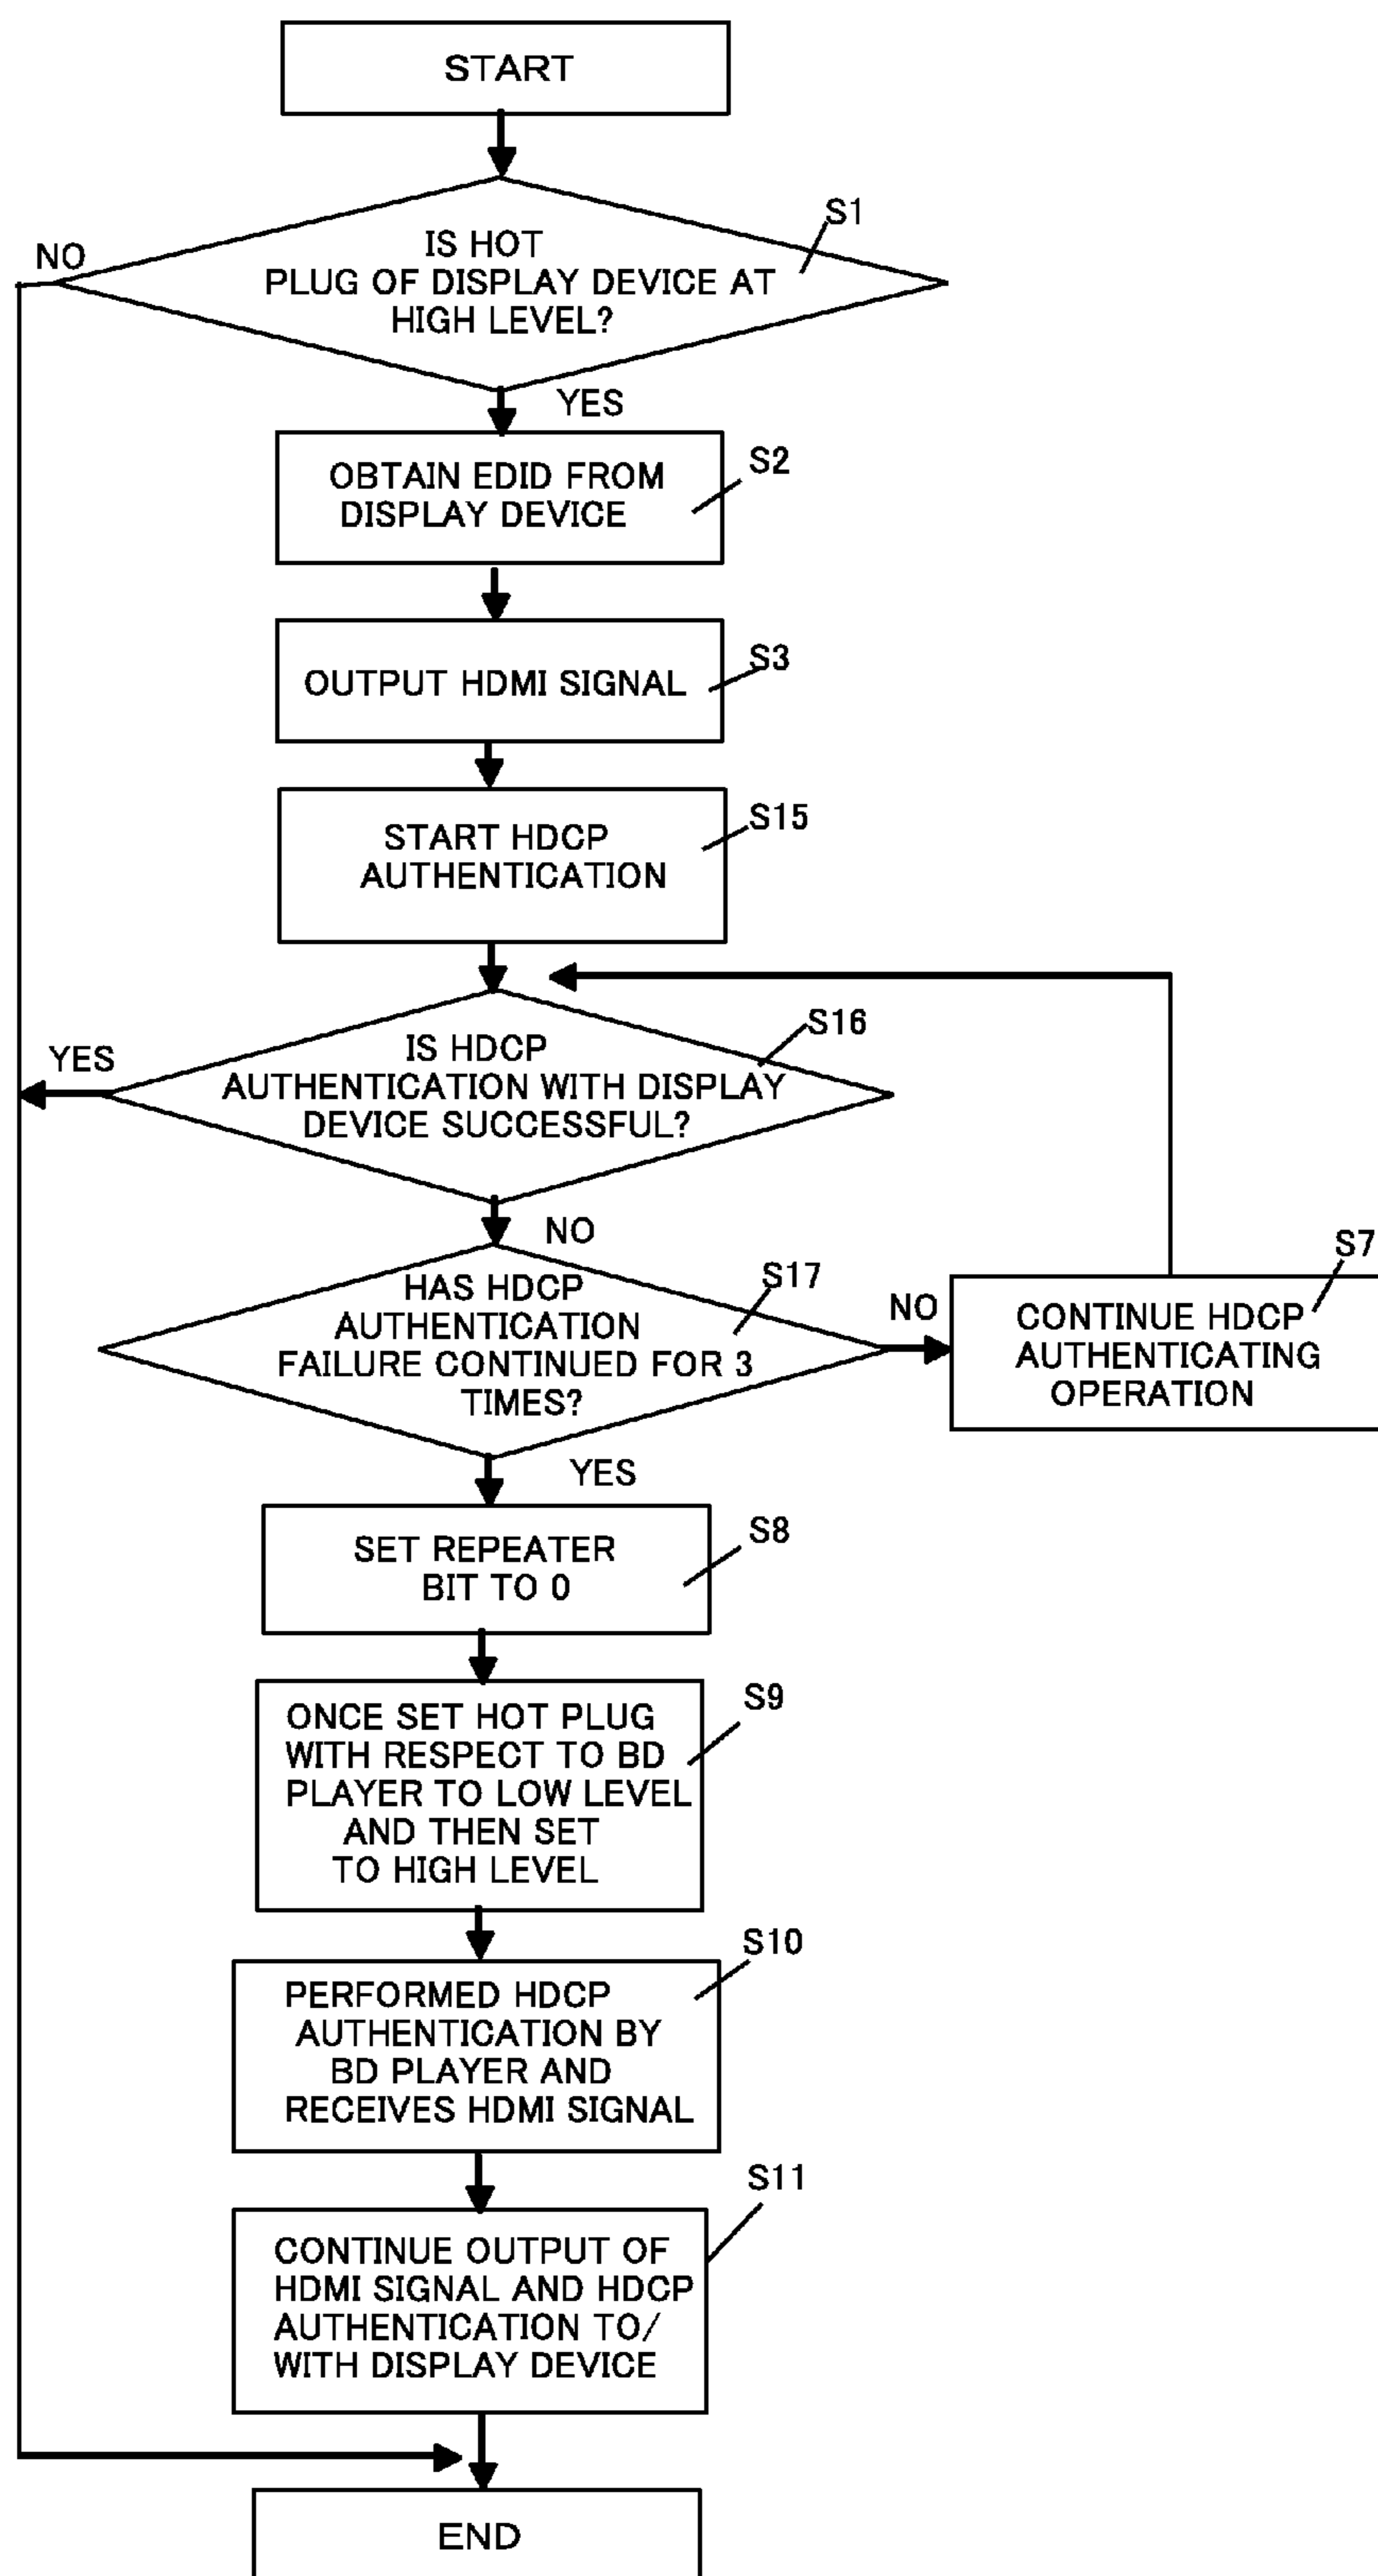 START
S1
NO
IS HOT
PLUG OF DISPLAY DEVICE AT
HIGH LEVEL?
YES
S2
OBTAIN EDID FROM
DISPLAY DEVICE
S3
OUTPUT HDMI SIGNAL
S15
START HDCP
AUTHENTICATION
S16
YES
IS HDCP
AUTHENTICATION WITH DISPLAY
DEVICE SUCCESSFUL?
NO
S17
HAS HDCP
AUTHENTICATION
FAILURE CONTINUED FOR 3
TIMES?
NO
S7
CONTINUE HDCP
AUTHENTICATING
OPERATION
YES
S8
SET REPEATER
BIT TO 0
S9
ONCE SET HOT PLUG
WITH RESPECT TO BD
PLAYER TO LOW LEVEL
AND THEN SET
TO HIGH LEVEL
S10
PERFORMED HDCP
AUTHENTICATION BY
BD PLAYER AND
RECEIVES HDMI SIGNAL
S11
CONTINUE OUTPUT OF
HDMI SIGNAL AND HDCP
AUTHENTICATION TO/
WITH DISPLAY DEVICE
END